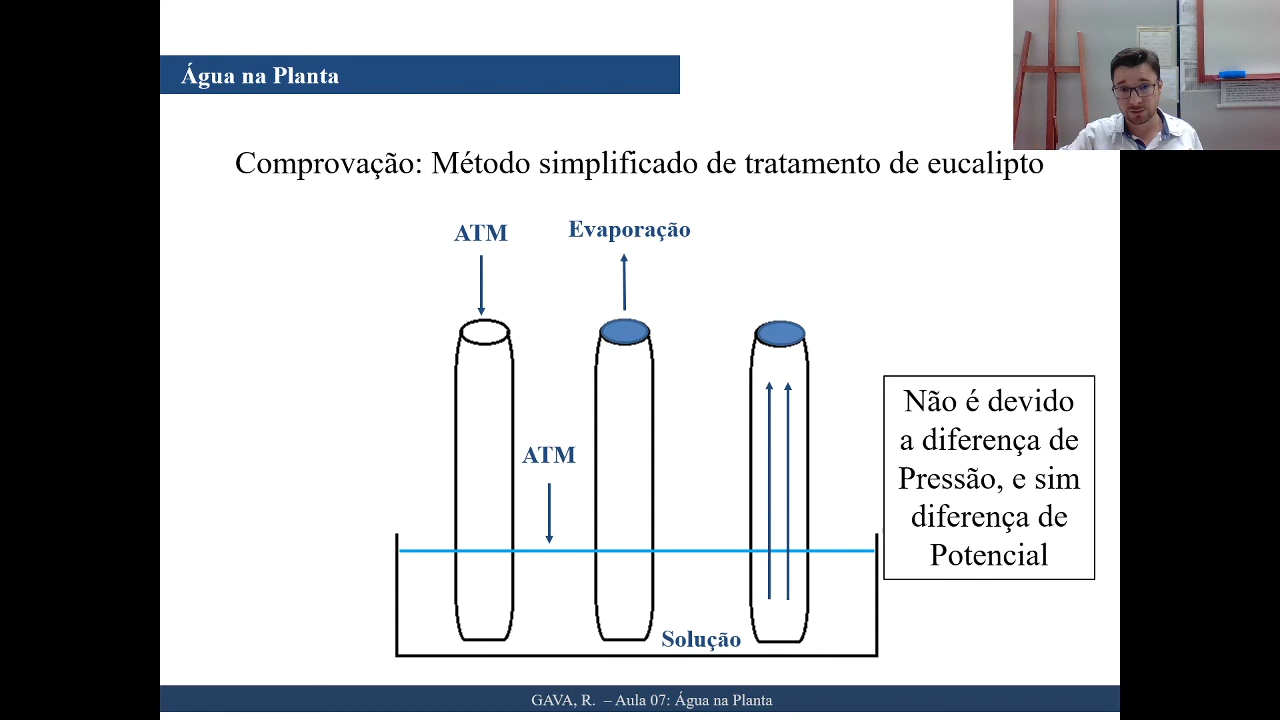 Água na Planta
Comprovação: Método simplificado de tratamento de eucalipto
ATM
Evaporação
ATM
Não é devido
a diferença de
Pressão, e sim
diferença de
Potencial
Solução
GAVA, R. – Aula 07: Água na Planta